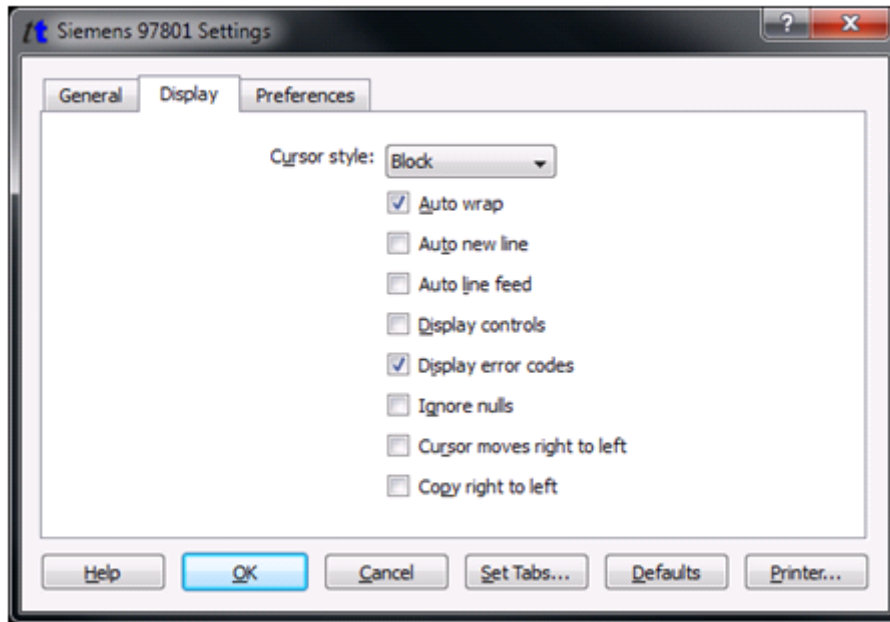 tt Siemens 97801 Settings ?
General Display Preferences
Cursor style: Block
Auto wrap
Auto new line
Auto line feed
Display controls
Display error codes
Ignore nulls
Cursor moves right to left
Copy right to left
Help OK Cancel Set Tabs... Defaults Printer...